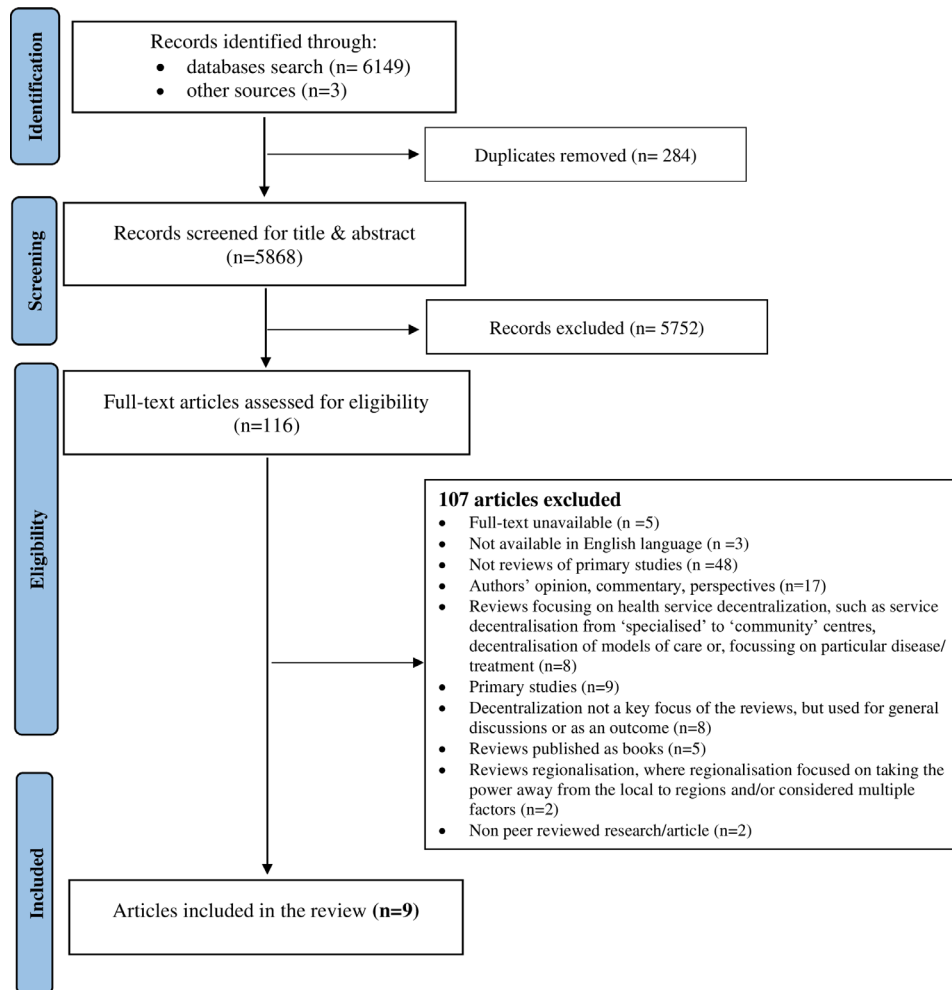 Identification
Records identified through:
• databases search (n= 6149)
• other sources (n=3)
Duplicates removed (n= 284)
Screening
Records screened for title & abstract
(n=5868)
Records excluded (n= 5752)
Eligibility
Full-text articles assessed for eligibility
(n=116)
107 articles excluded
• Full-text unavailable (n =5)
• Not available in English language (n =3)
• Not reviews of primary studies (n =48)
• Authors’ opinion, commentary, perspectives (n=17)
• Reviews focusing on health service decentralization, such as service
decentralisation from ‘specialised’ to ‘community’ centres,
decentralisation of models of care or, focussing on particular disease/
treatment (n=8)
• Primary studies (n=9)
• Decentralization not a key focus of the reviews, but used for general
discussions or as an outcome (n=8)
• Reviews published as books (n=5)
• Reviews regionalisation, where regionalisation focused on taking the
power away from the local to regions and/or considered multiple
factors (n=2)
• Non peer reviewed research/article (n=2)
Included
Articles included in the review (n=9)